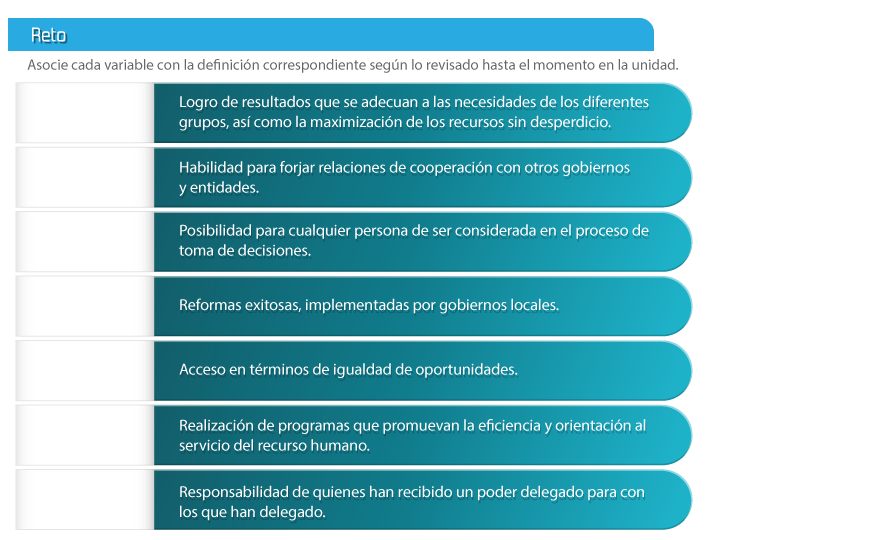 Reto
Asocie cada variable con la definición correspondiente según lo revisado hasta el momento en la unidad.
Logro de resultados que se adecuan a las necesidades de los diferentes
grupos, así como la maximización de los recursos sin desperdicio.
Habilidad para forjar relaciones de cooperación con otros gobiernos
y entidades.
Posibilidad para cualquier persona de ser considerada en el proceso de
toma de decisiones.
Reformas exitosas, implementadas por gobiernos locales.
Acceso en términos de igualdad de oportunidades.
Realización de programas que promuevan la eficiencia y orientación al
servicio del recurso humano.
Responsabilidad de quienes han recibido un poder delegado para con
los que han delegado.